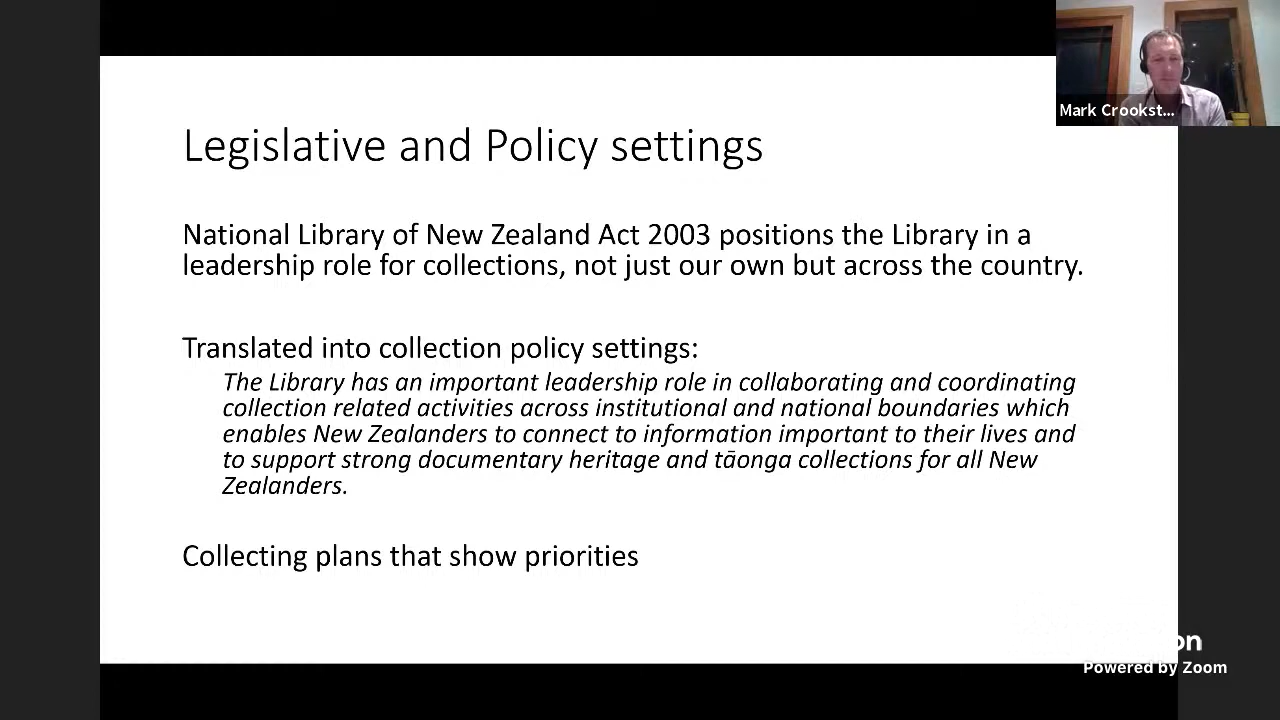 Mark Crookst...
Legislative and Policy settings
National Library of New Zealand Act 2003 positions the Library in a
leadership role for collections, not just our own but across the country.
Translated into collection policy settings:
The Library has an important leadership role in collaborating and coordinating
collection related activities across institutional and national boundaries which
enables New Zealanders to connect to information important to their lives and
to support strong documentary heritage and tāonga collections for all New
Zealanders.
Collecting plans that show priorities
on
Powered by Zoom